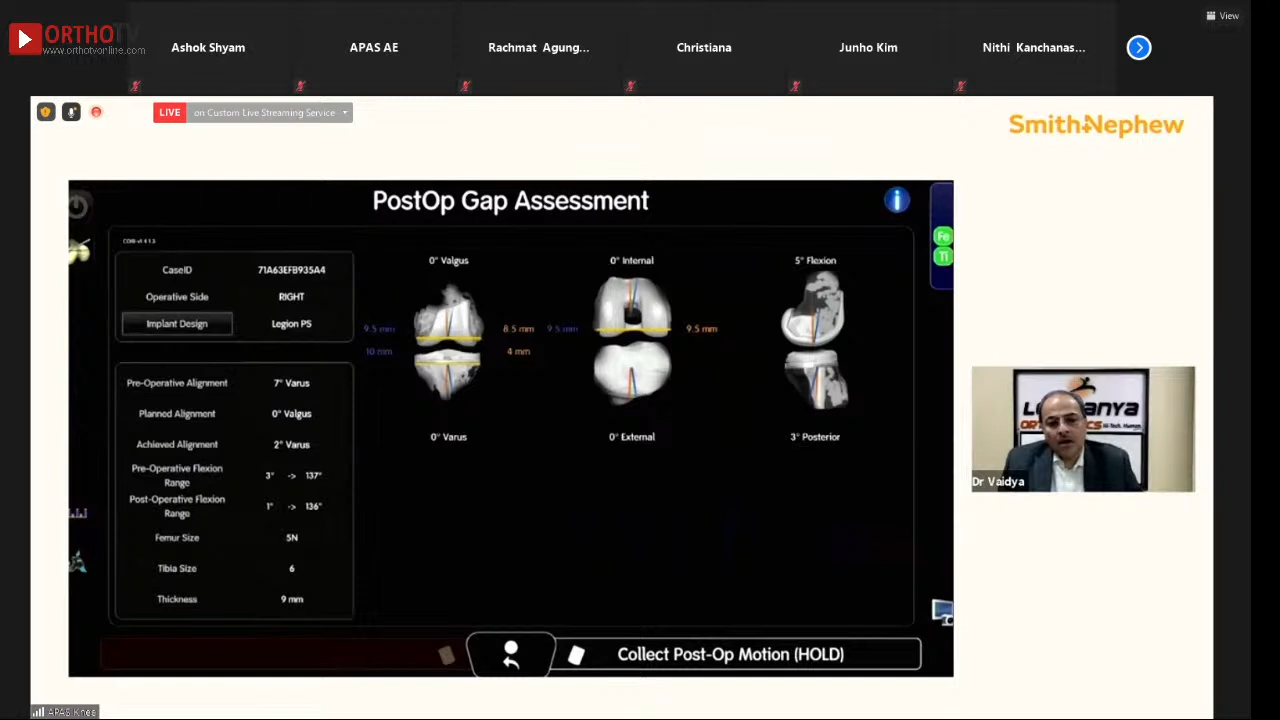 ORTHOTV
www.orthotvonline.com
Ashok Shyam
APAS AE
Rachmat Agung...
Christiana
Junho Kim
Nithi Kanchanas...
View
LIVE
on Custom Live Streaming Service
Smith+Nephew
PostOp Gap Assessment
CaseID 71A63EFB935A4
Operative Side RIGHT
Implant Design Legion PS
Pre-Operative Alignment 7° Varus
Planned Alignment 0° Valgus
Achieved Alignment 2° Varus
Pre-Operative Flexion Range 3° -> 137°
Post-Operative Flexion Range 1° -> 136°
Femur Size 5N
Tibia Size 6
Thickness 9 mm
0° Valgus
0° Internal
5° Flexion
9.5 mm
8.5 mm
9.5 mm
9.5 mm
10 mm
4 mm
0° Varus
0° External
3° Posterior
Fe
Ti
Collect Post-Op Motion (HOLD)
Dr Vaidya
APAS Knee